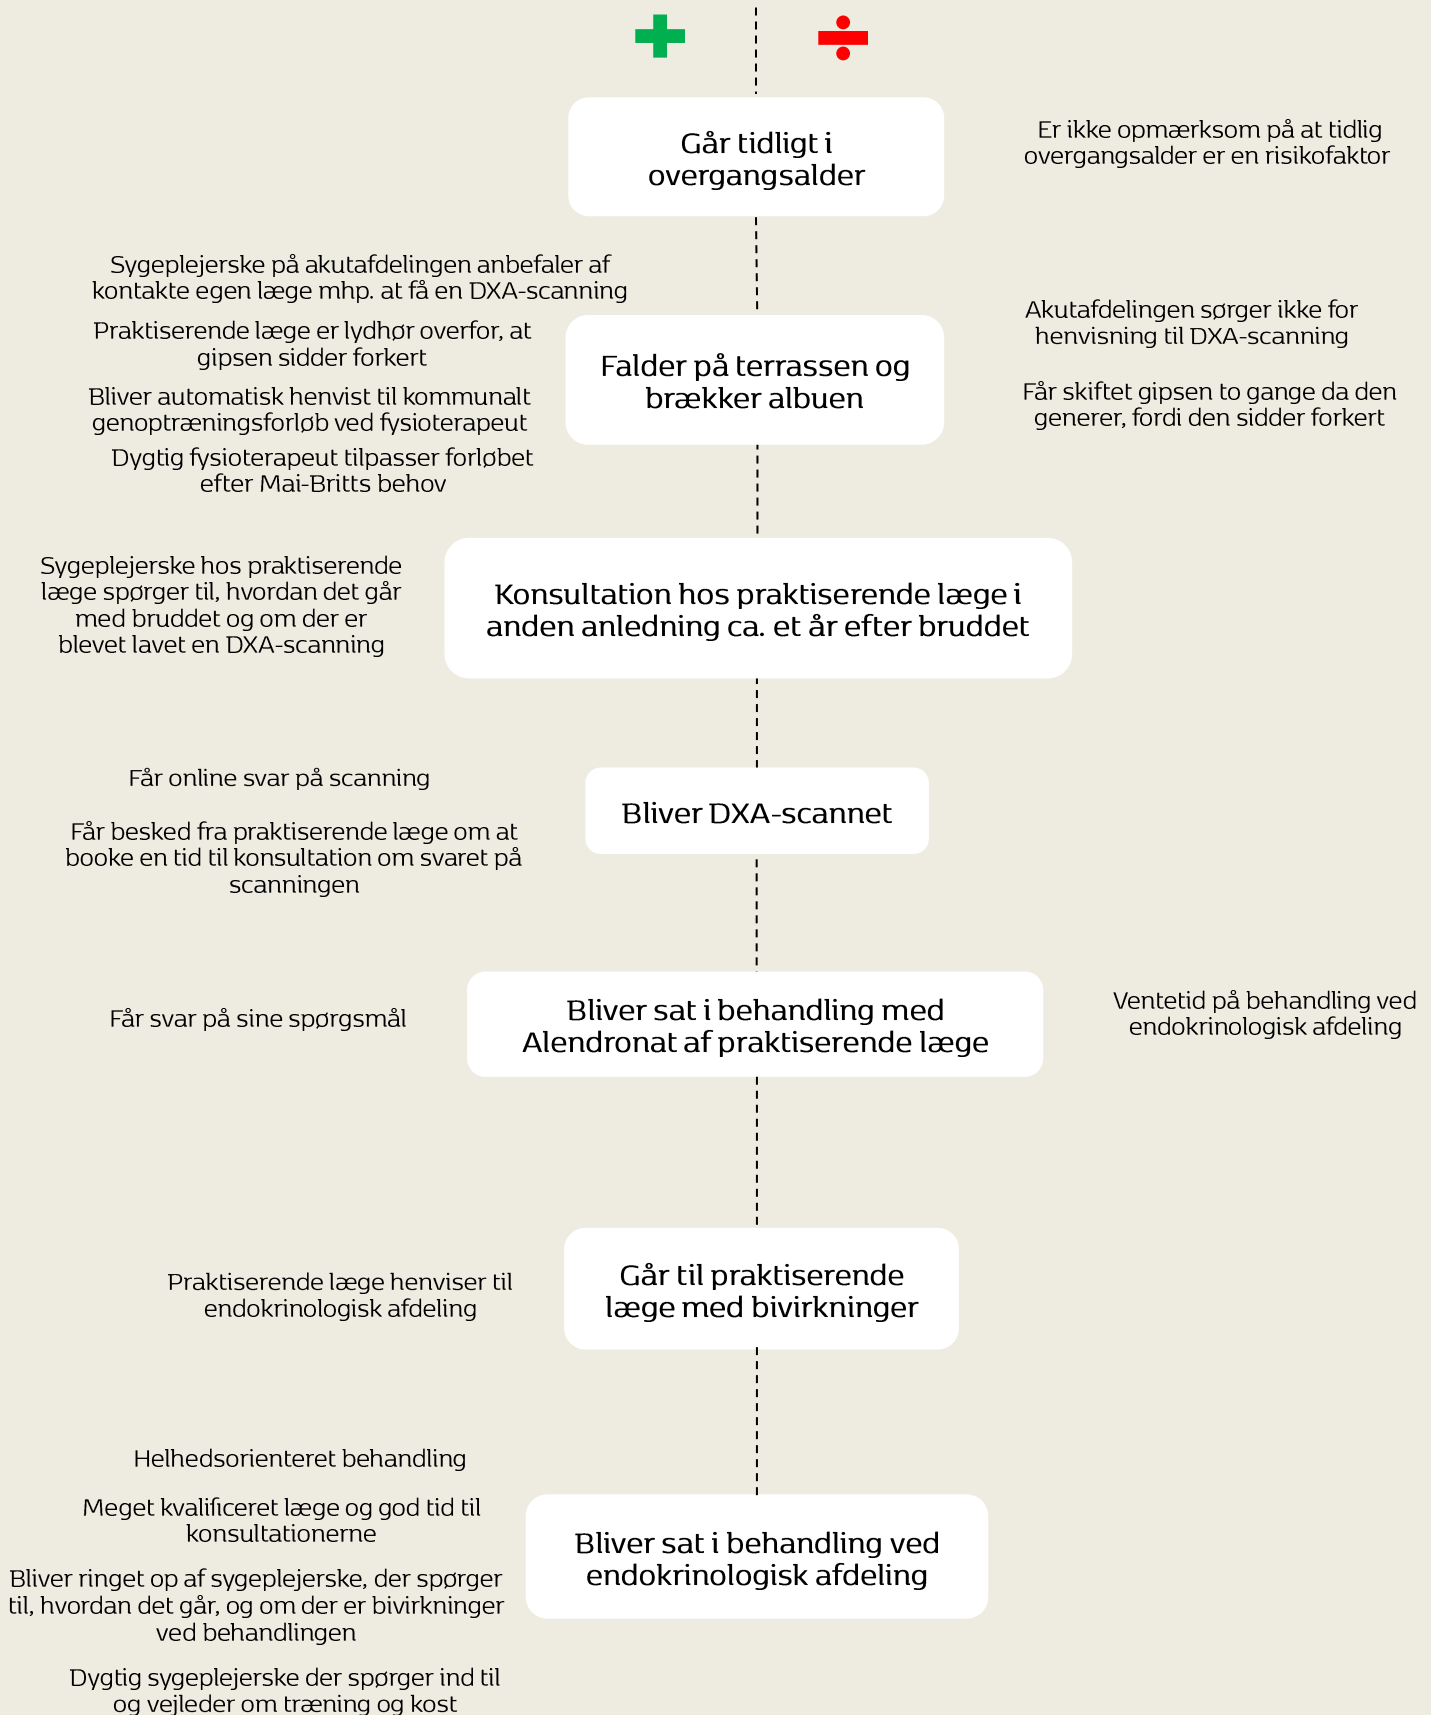 Går tidligt i
overgangsalder
Er ikke opmærksom på at tidlig
overgangsalder er en risikofaktor
Sygeplejerske på akutafdelingen anbefaler af
kontakte egen læge mhp. at få en DXA-scanning
Praktiserende læge er lydhør overfor, at
gipsen sidder forkert
Bliver automatisk henvist til kommunalt
genoptræningsforløb ved fysioterapeut
Dygtig fysioterapeut tilpasser forløbet
efter Mai-Britts behov
Falder på terrassen og
brækker albuen
Akutafdelingen sørger ikke for
henvisning til DXA-scanning
Får skiftet gipsen to gange da den
generer, fordi den sidder forkert
Sygeplejerske hos praktiserende
læge spørger til, hvordan det går
med bruddet og om der er
blevet lavet en DXA-scanning
Konsultation hos praktiserende læge i
anden anledning ca. et år efter bruddet
Får online svar på scanning
Får besked fra praktiserende læge om at
booke en tid til konsultation om svaret på
scanningen
Bliver DXA-scannet
Får svar på sine spørgsmål
Bliver sat i behandling med
Alendronat af praktiserende læge
Ventetid på behandling ved
endokrinologisk afdeling
Praktiserende læge henviser til
endokrinologisk afdeling
Går til praktiserende
læge med bivirkninger
Helhedsorienteret behandling
Meget kvalificeret læge og god tid til
konsultationerne
Bliver ringet op af sygeplejerske, der spørger
til, hvordan det går, og om der er bivirkninger
ved behandlingen
Dygtig sygeplejerske der spørger ind til
og vejleder om træning og kost
Bliver sat i behandling ved
endokrinologisk afdeling